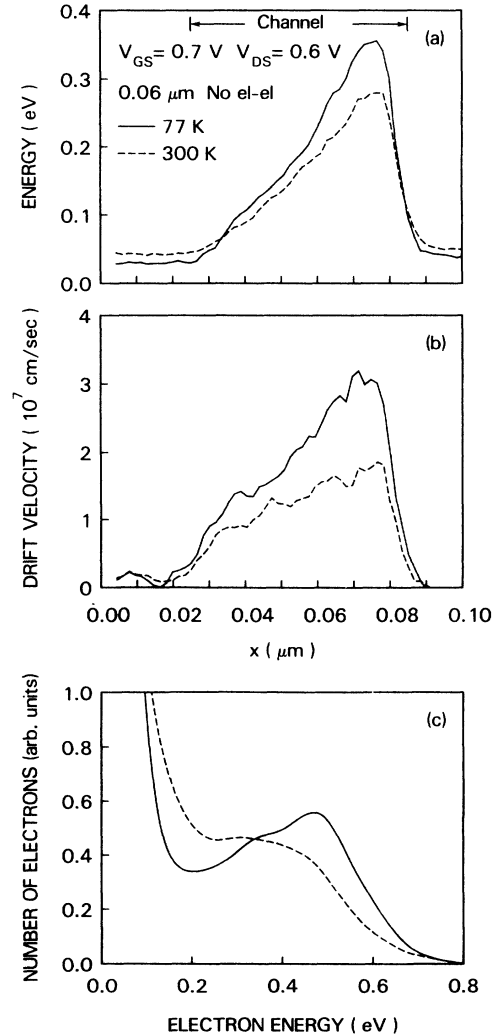 Channel
(a)
V_GS = 0.7 V V_DS = 0.6 V
0.06 μm No el-el
77 K
300 K
0.4
0.3
0.2
0.1
0.0
ENERGY ( eV )
(b)
4
3
2
1
0
DRIFT VELOCITY ( 10^7 cm/sec )
0.00 0.02 0.04 0.06 0.08 0.10
x ( μm )
(c)
1.0
0.8
0.6
0.4
0.2
0.0
NUMBER OF ELECTRONS (arb. units)
0.0 0.2 0.4 0.6 0.8
ELECTRON ENERGY ( eV )